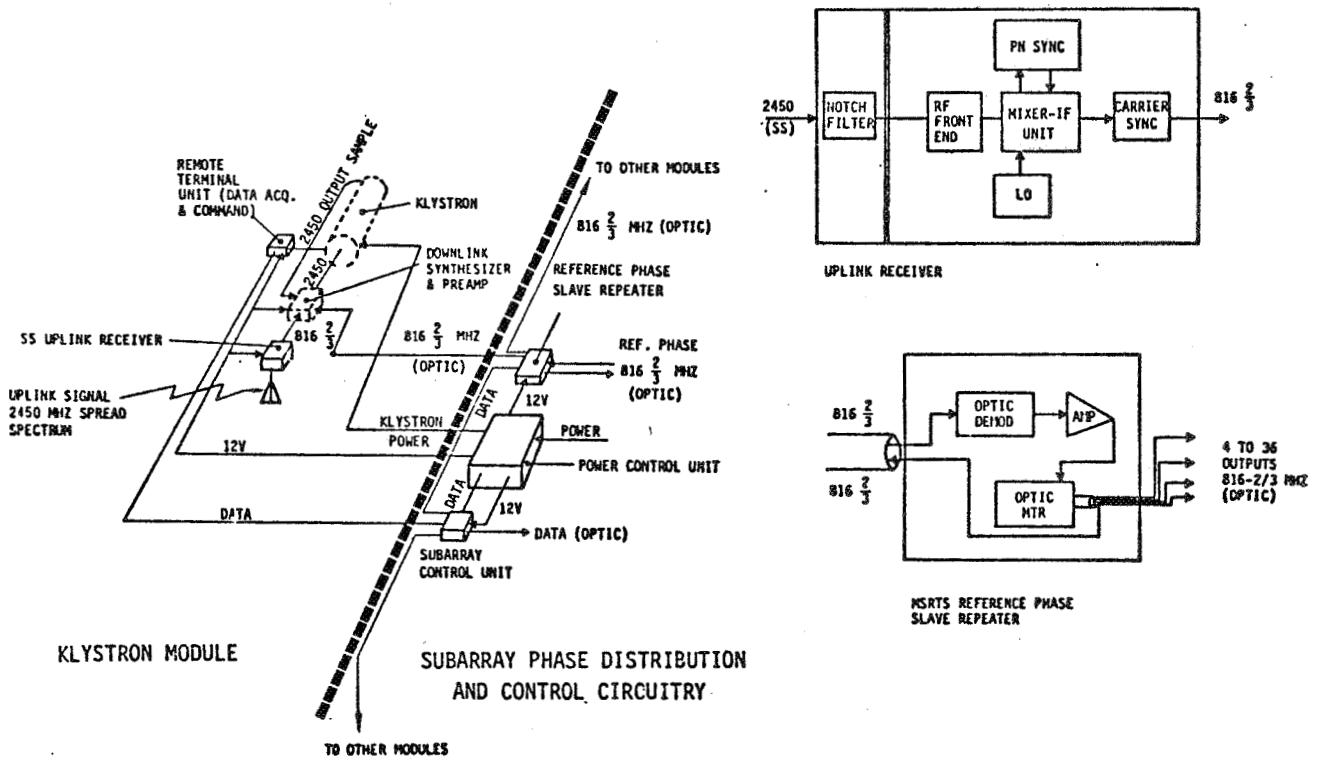 REMOTE
TERMINAL
UNIT (DATA ACQ.
& COMMAND)
2450 OUTPUT SAMPLE
KLYSTRON
2450
DOWNLINK
SYNTHESIZER
& PREAMP
SS UPLINK RECEIVER
816 2/3
UPLINK SIGNAL
2450 MHZ SPREAD
SPECTRUM
816 2/3 MHZ
(OPTIC)
KLYSTRON
POWER
12V
DATA
TO OTHER MODULES
816 2/3 MHZ (OPTIC)
REFERENCE PHASE
SLAVE REPEATER
REF. PHASE
816 2/3 MHZ
(OPTIC)
DATA
12V
POWER
POWER CONTROL UNIT
DATA
12V
DATA (OPTIC)
SUBARRAY
CONTROL UNIT
TO OTHER MODULES
KLYSTRON MODULE
SUBARRAY PHASE DISTRIBUTION
AND CONTROL CIRCUITRY
2450
(SS)
NOTCH
FILTER
RF
FRONT
END
PN SYNC
MIXER-IF
UNIT
LO
CARRIER
SYNC
816 2/3
UPLINK RECEIVER
816 2/3
816 2/3
OPTIC
DEMOD
AMP
OPTIC
MTR
4 TO 36
OUTPUTS
816-2/3 MHZ
(OPTIC)
MSRTS REFERENCE PHASE
SLAVE REPEATER